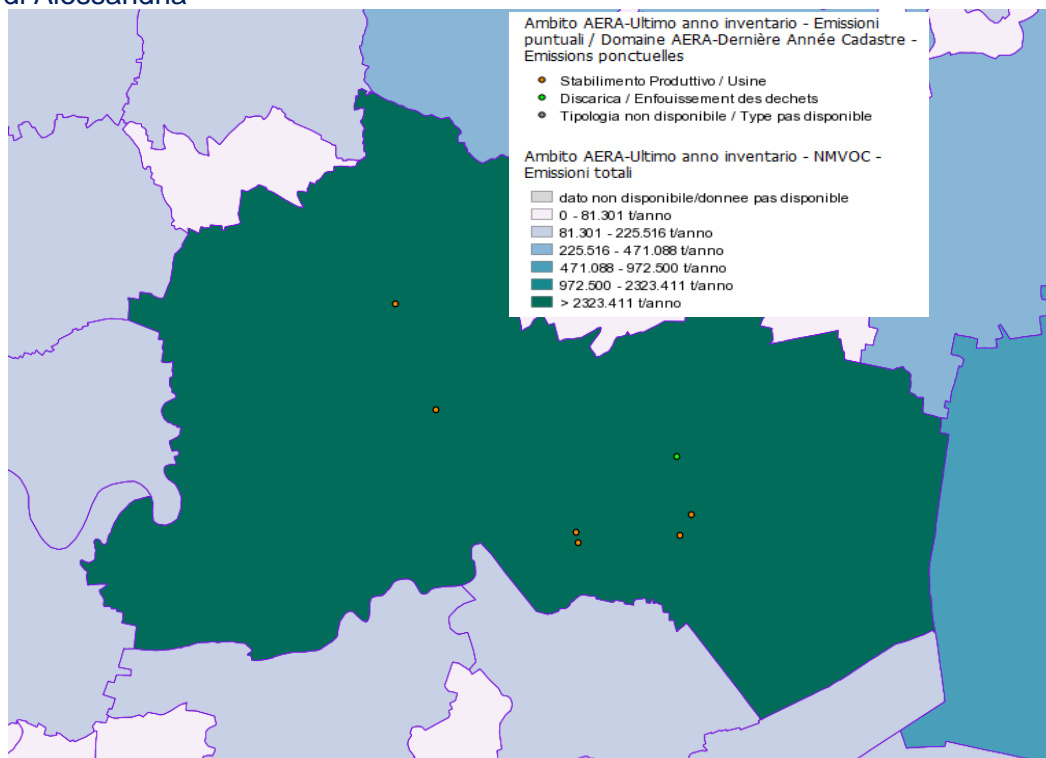 di Alessandria
Ambito AERA-Ultimo anno inventario - Emissioni
puntuali / Domaine AERA-Dernière Année Cadastre -
Emissions ponctuelles
Stabilimento Produttivo / Usine
Discarica / Enfouissement des dechets
Tipologia non disponibile / Type pas disponible
Ambito AERA-Ultimo anno inventario - NMVOC -
Emissioni totali
dato non disponibile/donnee pas disponible
0 - 81.301 t/anno
81.301 - 225.516 t/anno
225.516 - 471.088 t/anno
471.088 - 972.500 t/anno
972.500 - 2323.411 t/anno
> 2323.411 t/anno